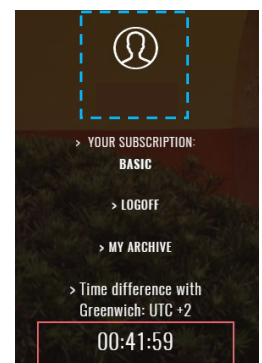 > YOUR SUBSCRIPTION:
BASIC
> LOGOFF
> MY ARCHIVE
> Time difference with
Greenwich: UTC +2
00:41:59